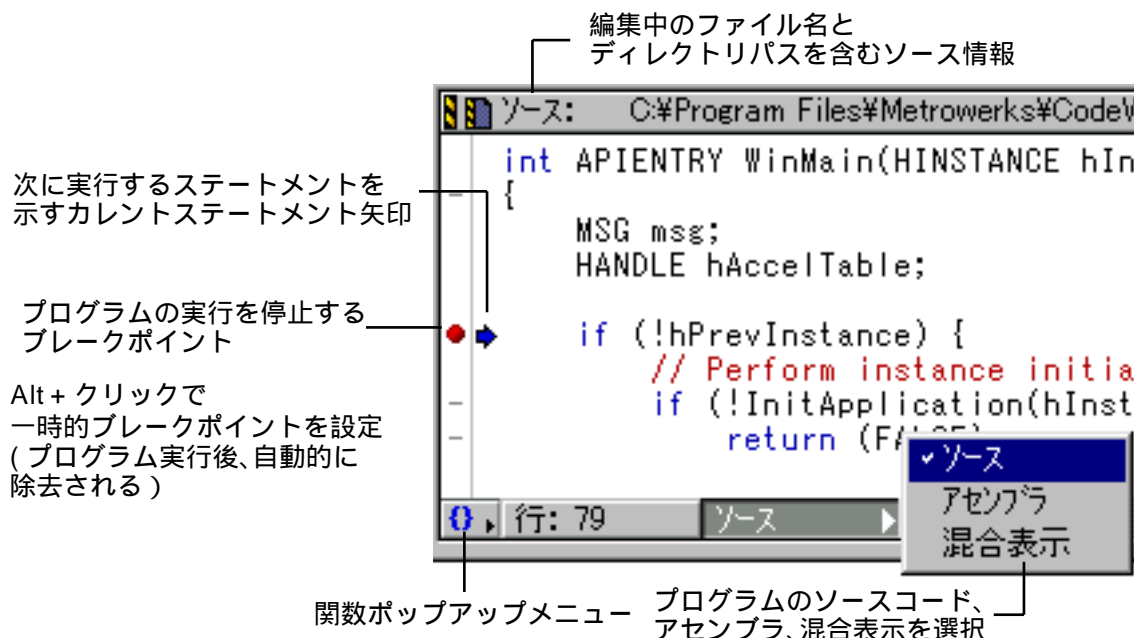 編集中のファイル名と
ディレクトリパスを含むソース情報
ソース: C:¥Program Files¥Metrowerks¥Code
int APIENTRY WinMain(HINSTANCE hIn
{
次に実行するステートメントを
示すカレントステートメント矢印
MSG msg;
HANDLE hAccelTable;
プログラムの実行を停止する
ブレークポイント
if (!hPrevInstance) {
// Perform instance initia
if (!InitApplication(hInst
return (FALSE)
Alt + クリックで
一時的ブレークポイントを設定
( プログラム実行後、自動的に
除去される )
ソース
アセンブラ
混合表示
{} 行: 79 ソース
関数ポップアップメニュー
プログラムのソースコード、
アセンブラ、混合表示を選択